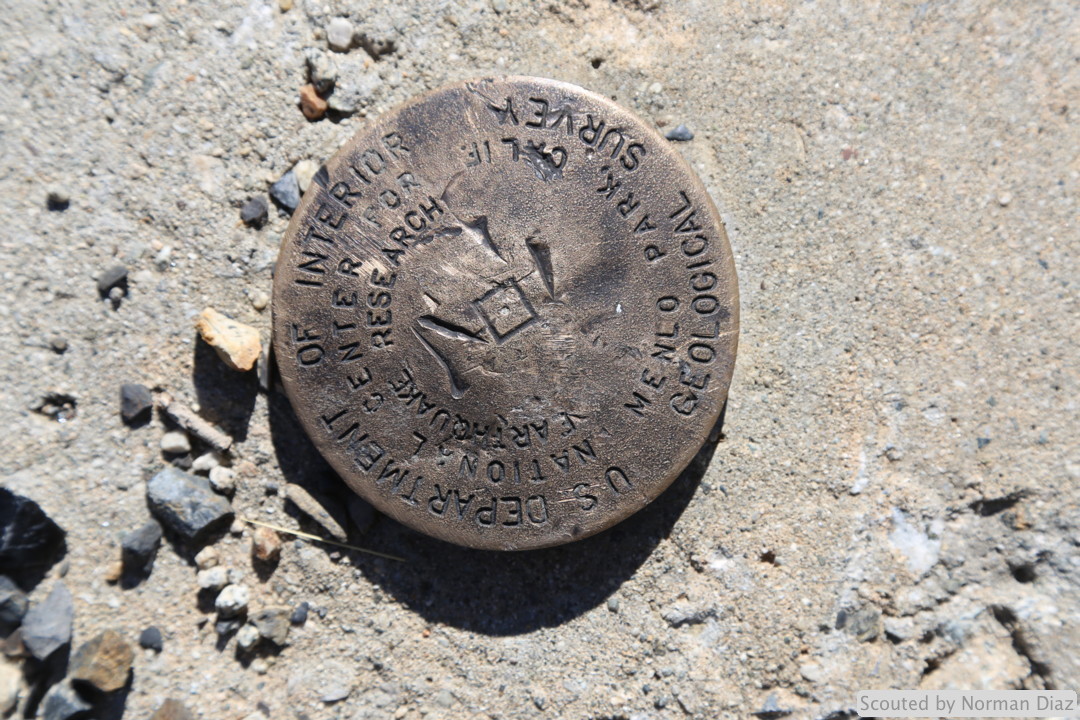 U S DEPARTMENT OF INTERIOR
GEOLOGICAL SURVEY
NATIONAL CENTER FOR
EARTHQUAKE RESEARCH
MENLO PARK, CALIF.
Scouted by Norman Diaz